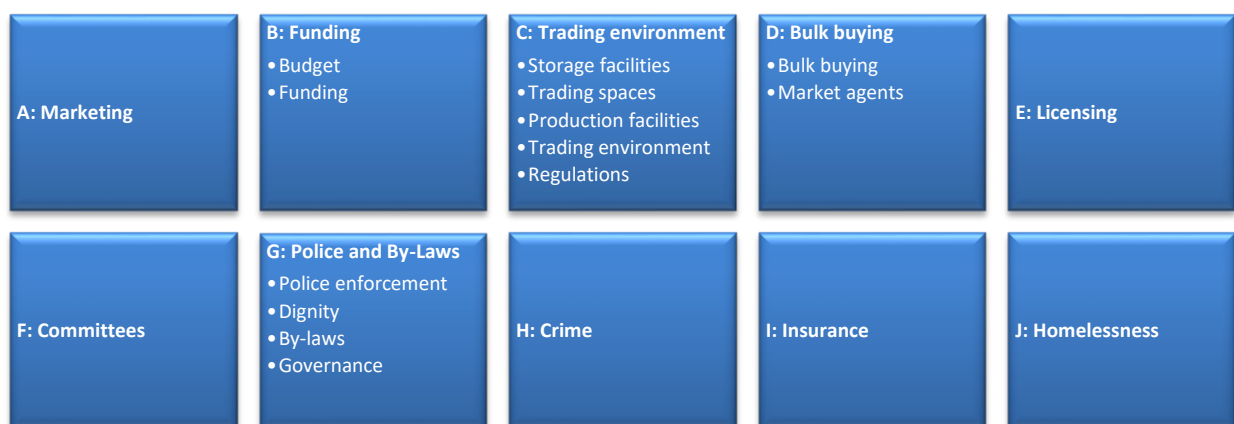 A: Marketing
B: Funding
•Budget
•Funding
C: Trading environment
•Storage facilities
•Trading spaces
•Production facilities
•Trading environment
•Regulations
D: Bulk buying
•Bulk buying
•Market agents
E: Licensing
F: Committees
G: Police and By-Laws
•Police enforcement
•Dignity
•By-laws
•Governance
H: Crime
I: Insurance
J: Homelessness